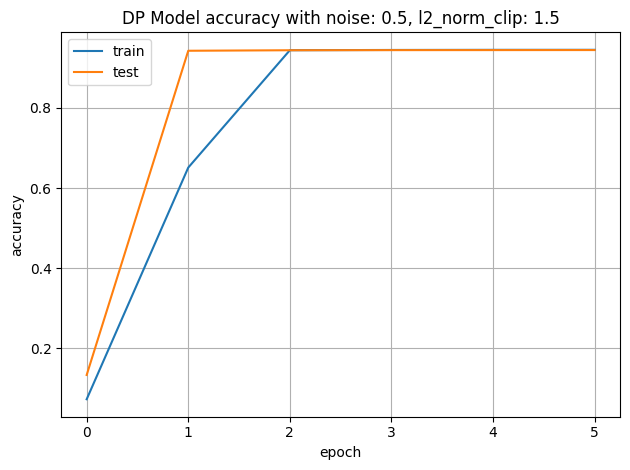 DP Model accuracy with noise: 0.5, l2_norm_clip: 1.5
train
test
accuracy
0.8
0.6
0.4
0.2
0 1 2 3 4 5
epoch